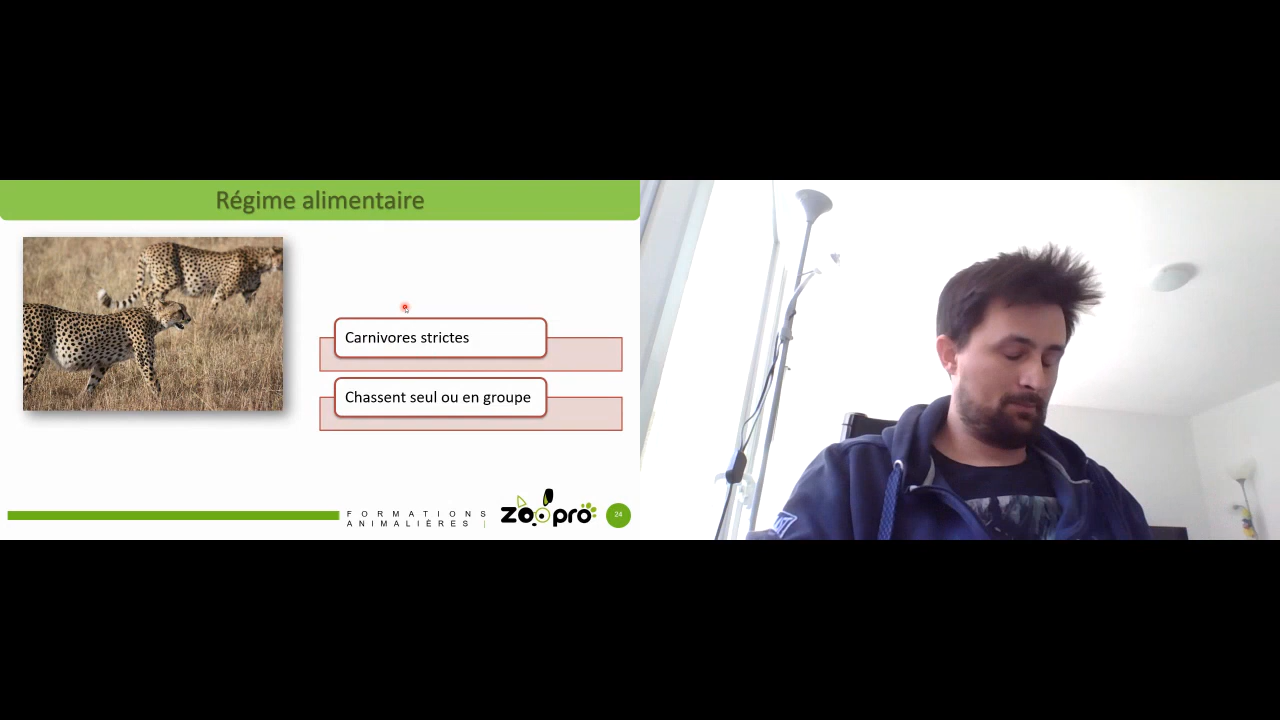 Régime alimentaire
Carnivores strictes
Chassent seul ou en groupe
FORMATIONS
ANIMALIÈRES |
zoopro
24